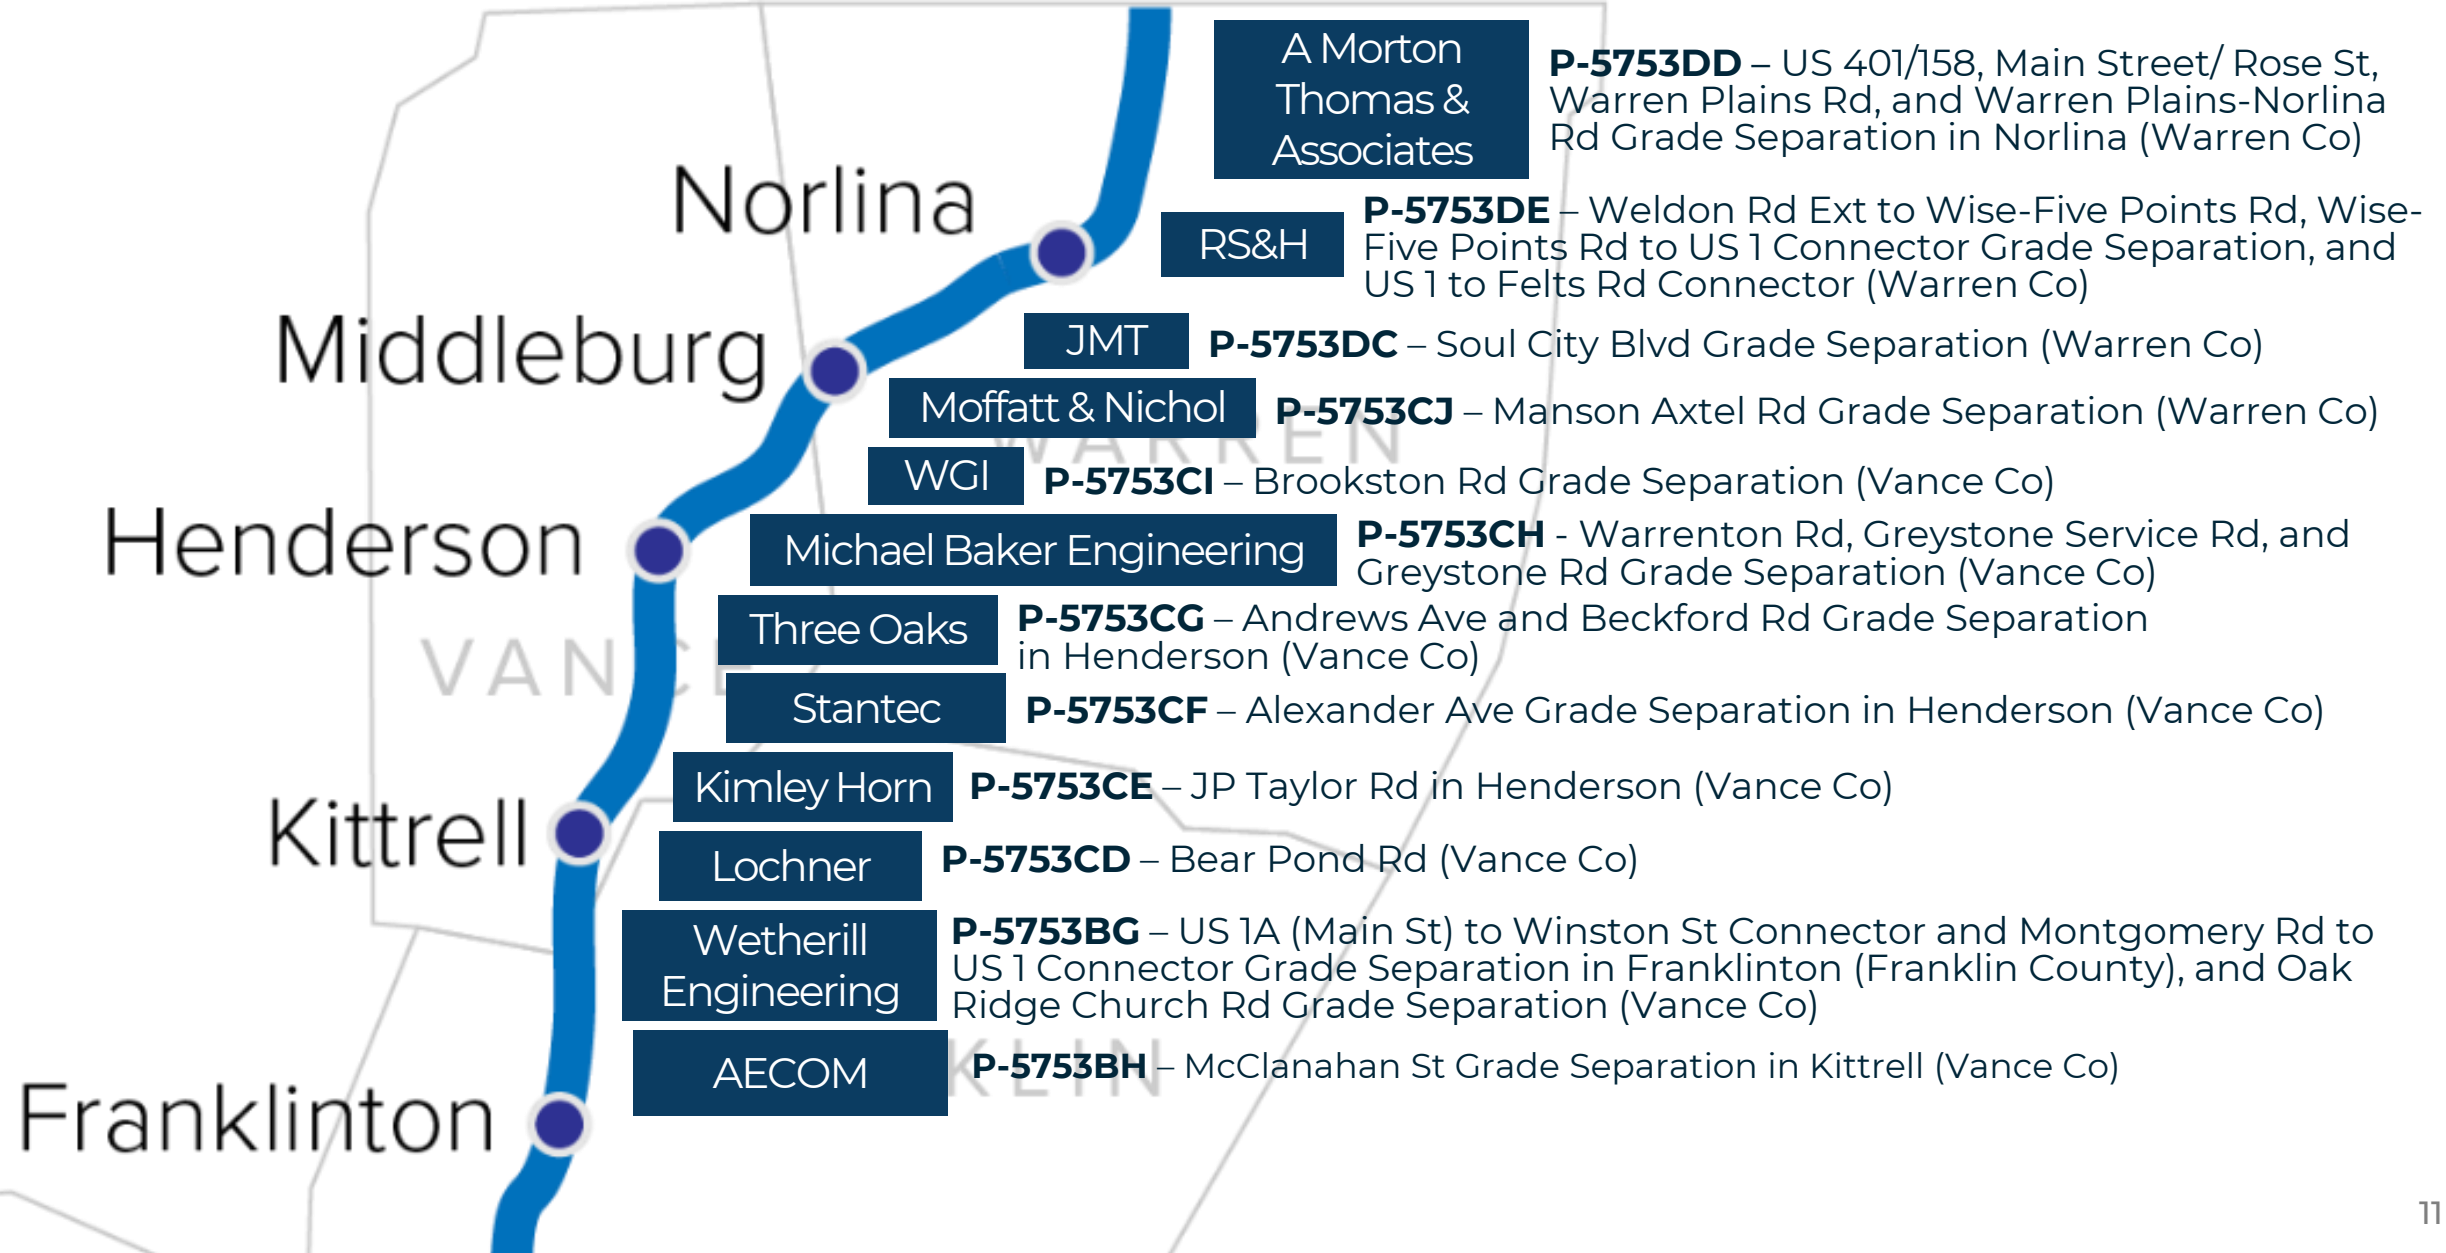 A Morton
Thomas &
Associates
P-5753DD – US 401/158, Main Street/ Rose St,
Warren Plains Rd, and Warren Plains-Norlina
Rd Grade Separation in Norlina (Warren Co)
Norlina
RS&H
P-5753DE – Weldon Rd Ext to Wise-Five Points Rd, Wise-
Five Points Rd to US 1 Connector Grade Separation, and
US 1 to Felts Rd Connector (Warren Co)
Middleburg
JMT
P-5753DC – Soul City Blvd Grade Separation (Warren Co)
Moffatt & Nichol
P-5753CJ – Manson Axtel Rd Grade Separation (Warren Co)
WARREN
WGI
P-5753CI – Brookston Rd Grade Separation (Vance Co)
Henderson
Michael Baker Engineering
P-5753CH - Warrenton Rd, Greystone Service Rd, and
Greystone Rd Grade Separation (Vance Co)
Three Oaks
P-5753CG – Andrews Ave and Beckford Rd Grade Separation
in Henderson (Vance Co)
VANCE
Stantec
P-5753CF – Alexander Ave Grade Separation in Henderson (Vance Co)
Kimley Horn
P-5753CE – JP Taylor Rd in Henderson (Vance Co)
Kittrell
Lochner
P-5753CD – Bear Pond Rd (Vance Co)
Wetherill
Engineering
P-5753BG – US 1A (Main St) to Winston St Connector and Montgomery Rd to
US 1 Connector Grade Separation in Franklinton (Franklin County), and Oak
Ridge Church Rd Grade Separation (Vance Co)
AECOM
KLIN
P-5753BH – McClanahan St Grade Separation in Kittrell (Vance Co)
Franklinton
11